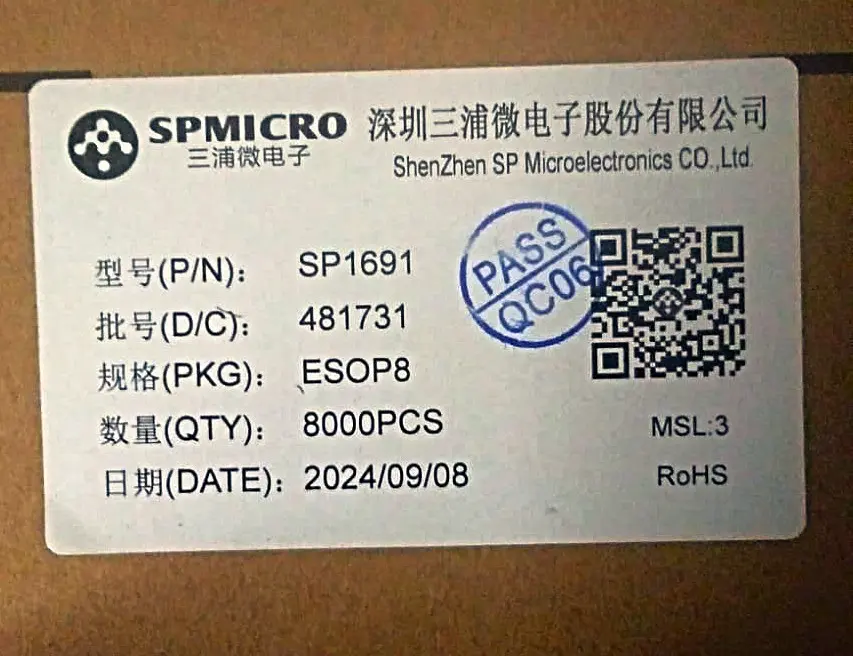 SPMICRO
三浦微电子
深圳三浦微电子股份有限公司
ShenZhen SP Microelectronics CO.,Ltd.
PASS
QC06
型号(P/N): SP1691
批号(D/C): 481731
规格(PKG): ESOP8
数量(QTY): 8000PCS
日期(DATE): 2024/09/08
MSL:3
RoHS